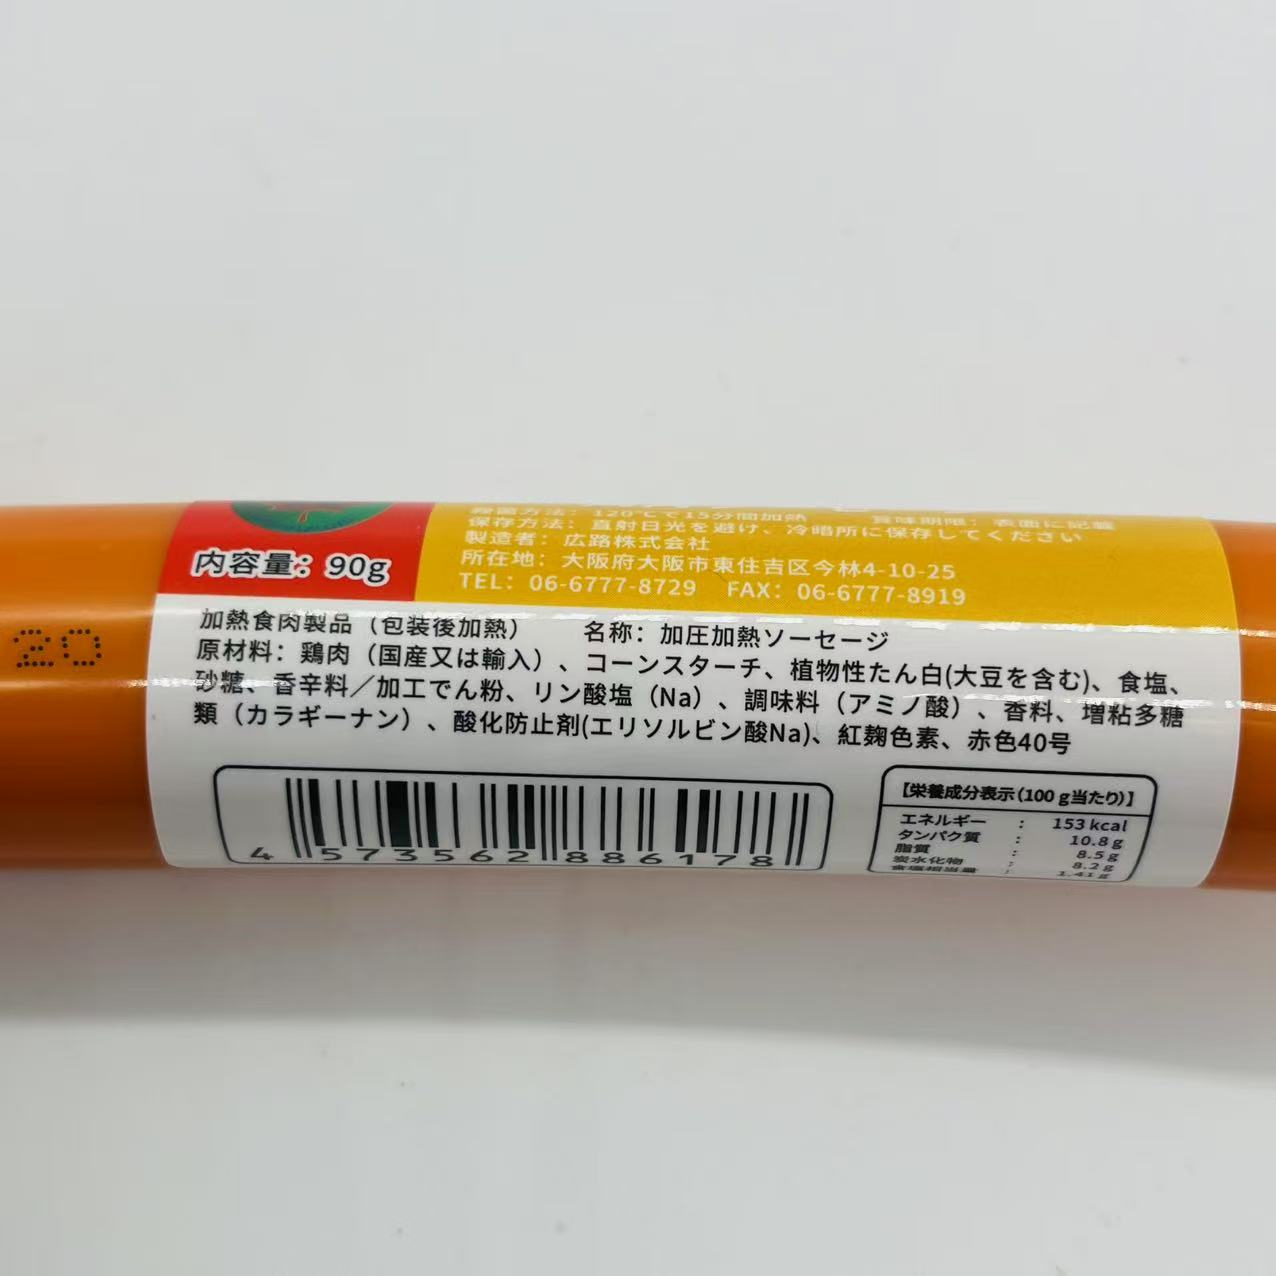 殺菌方法：120℃で15分間加熱　賞味期限：表面に記載
保存方法：直射日光を避け、冷暗所に保存してください
製造者：広路株式会社
所在地：大阪府大阪市東住吉区今林4-10-25
TEL：06-6777-8729　FAX：06-6777-8919
内容量：90g
20
加熱食肉製品（包装後加熱）　名称：加圧加熱ソーセージ
原材料：鶏肉（国産又は輸入）、コーンスターチ、植物性たん白(大豆を含む)、食塩、
砂糖、香辛料／加工でん粉、リン酸塩（Na）、調味料（アミノ酸）、香料、増粘多糖
類（カラギーナン）、酸化防止剤(エリソルビン酸Na)、紅麹色素、赤色40号
4 573562 886178
【栄養成分表示（100 g当たり）】
エネルギー：153 kcal
タンパク質：10.8 g
脂質：8.5 g
炭水化物：8.2 g
食塩相当量：1.41 g